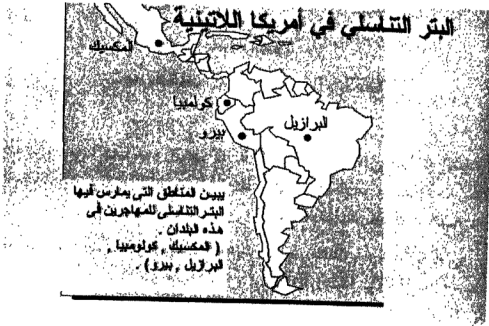 البتر التناسلي في أمريكا اللاتينية
المكسيك
كولمبيا
البرازيل
بيرو
يبين المناطق التي يمارس فيها
البتر التناسلي للمهاجرين في
هذه البلدان .
( المكسيك , كولومبيا ,
البرازيل , بيرو ) .